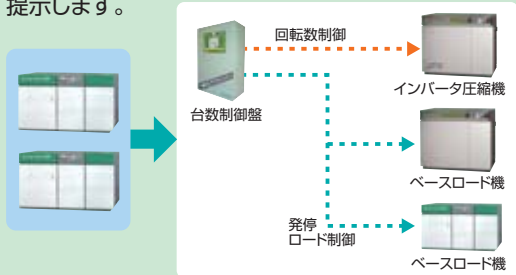 提示します。
回転数制御
インバータ圧縮機
台数制御盤
ベースロード機
発停
ロード制御
ベースロード機